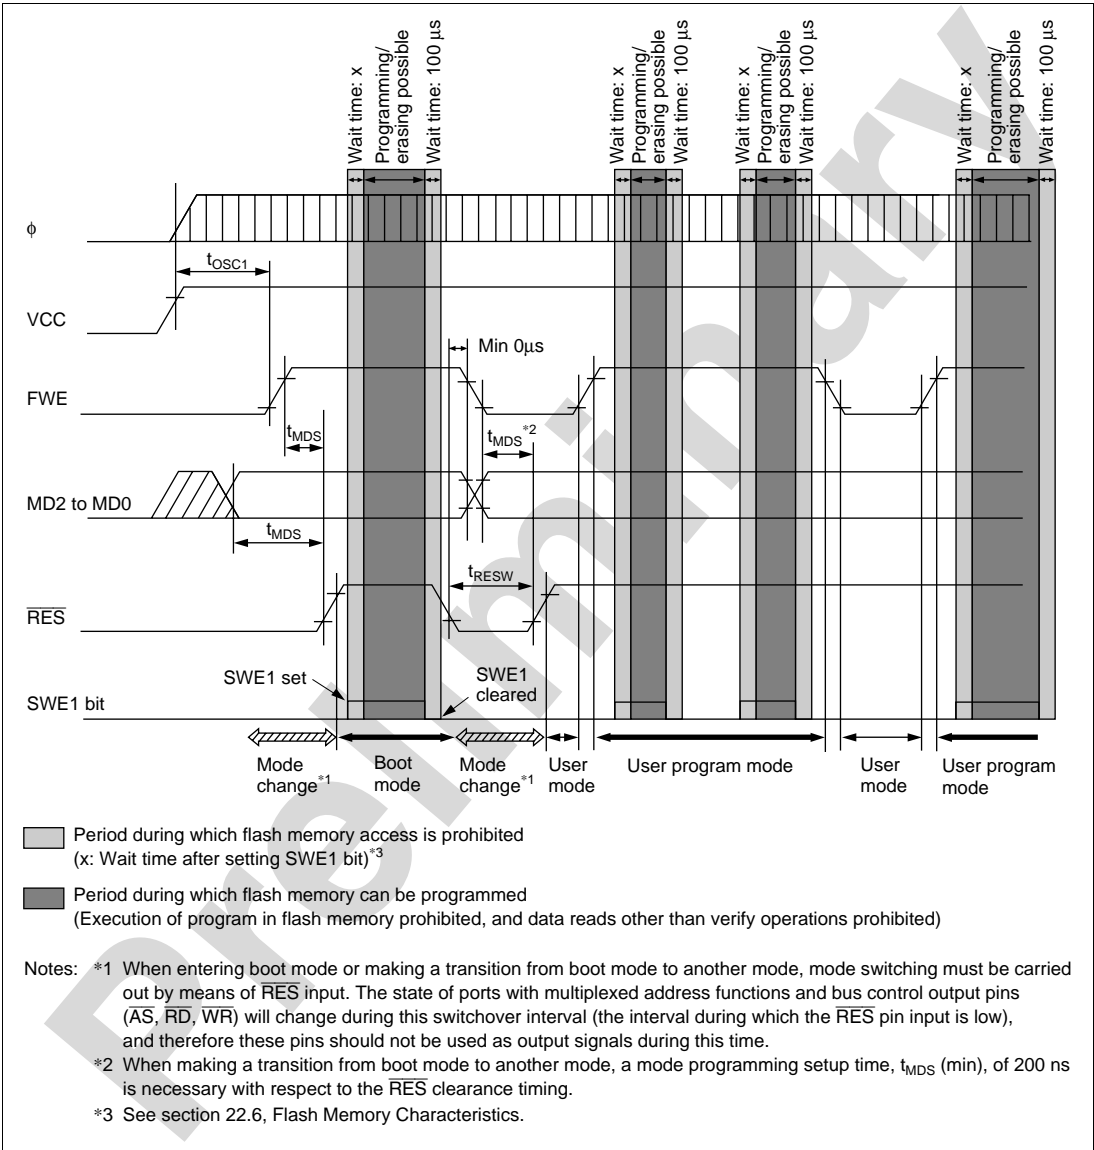 Wait time: x
Programming/
erasing possible
Wait time: 100 μs
Wait time: x
Programming/
erasing possible
Wait time: 100 μs
Wait time: x
Programming/
erasing possible
Wait time: 100 μs
Wait time: x
Programming/
erasing possible
Wait time: 100 μs
φ
tOSC1
VCC
Min 0μs
FWE
tMDS
tMDS*2
MD2 to MD0
tMDS
tRESW
RES
SWE1 set
SWE1
cleared
SWE1 bit
Mode
change*1
Boot
mode
Mode
change*1
User
mode
User program mode
User
mode
User program
mode
Period during which flash memory access is prohibited
(x: Wait time after setting SWE1 bit)*3
Period during which flash memory can be programmed
(Execution of program in flash memory prohibited, and data reads other than verify operations prohibited)
Notes: *1 When entering boot mode or making a transition from boot mode to another mode, mode switching must be carried
out by means of RES input. The state of ports with multiplexed address functions and bus control output pins
(AS, RD, WR) will change during this switchover interval (the interval during which the RES pin input is low),
and therefore these pins should not be used as output signals during this time.
*2 When making a transition from boot mode to another mode, a mode programming setup time, tMDS (min), of 200 ns
is necessary with respect to the RES clearance timing.
*3 See section 22.6, Flash Memory Characteristics.
Preliminary